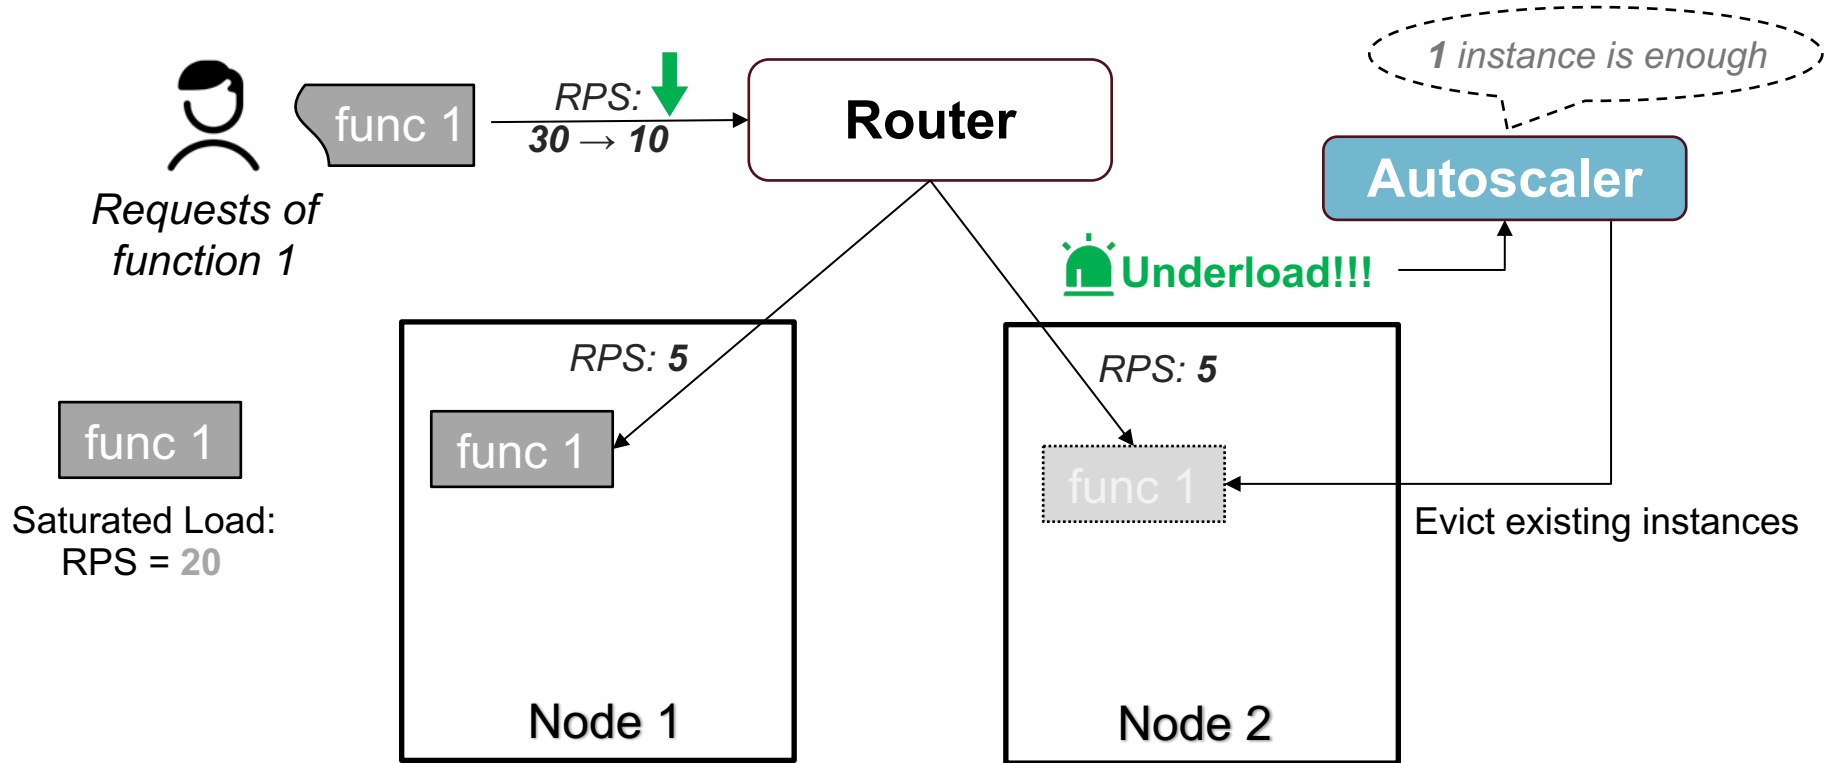 1 instance is enough
func 1
RPS:
30 → 10
Router
Autoscaler
Requests of
function 1
Underload!!!
RPS: 5
RPS: 5
func 1
func 1
func 1
Saturated Load:
RPS = 20
Evict existing instances
Node 1
Node 2